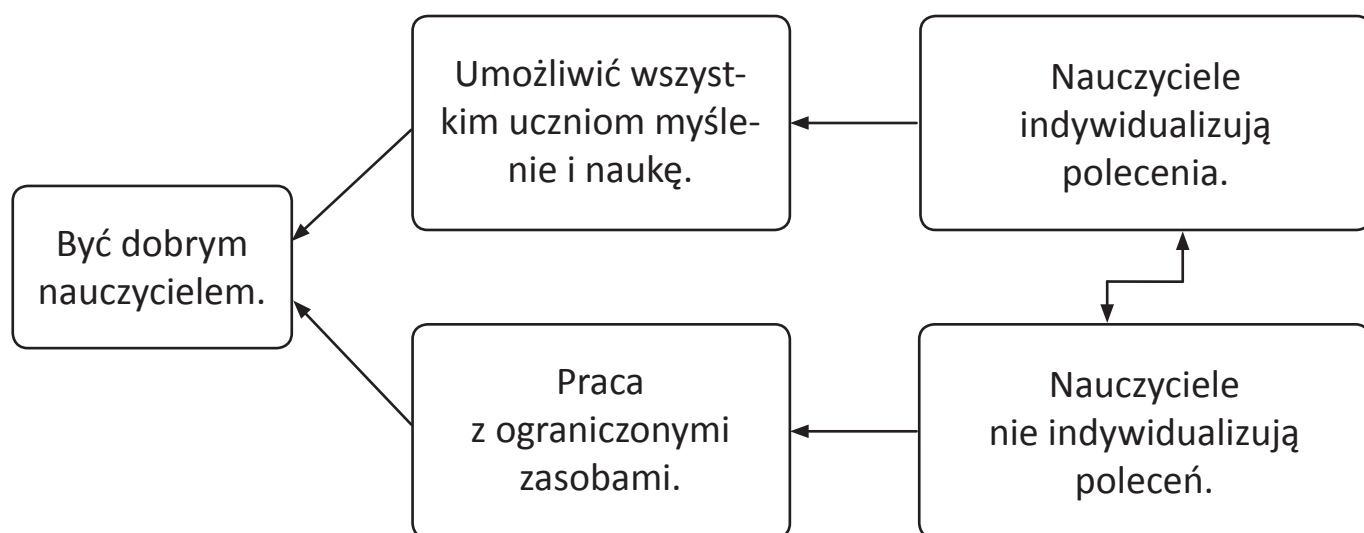 Umożliwić wszyst-
kim uczniom myśle-
nie i naukę.
Nauczyciele
indywidualizują
polecenia.
Być dobrym
nauczycielem.
Praca
z ograniczonymi
zasobami.
Nauczyciele
nie indywidualizują
poleceń.